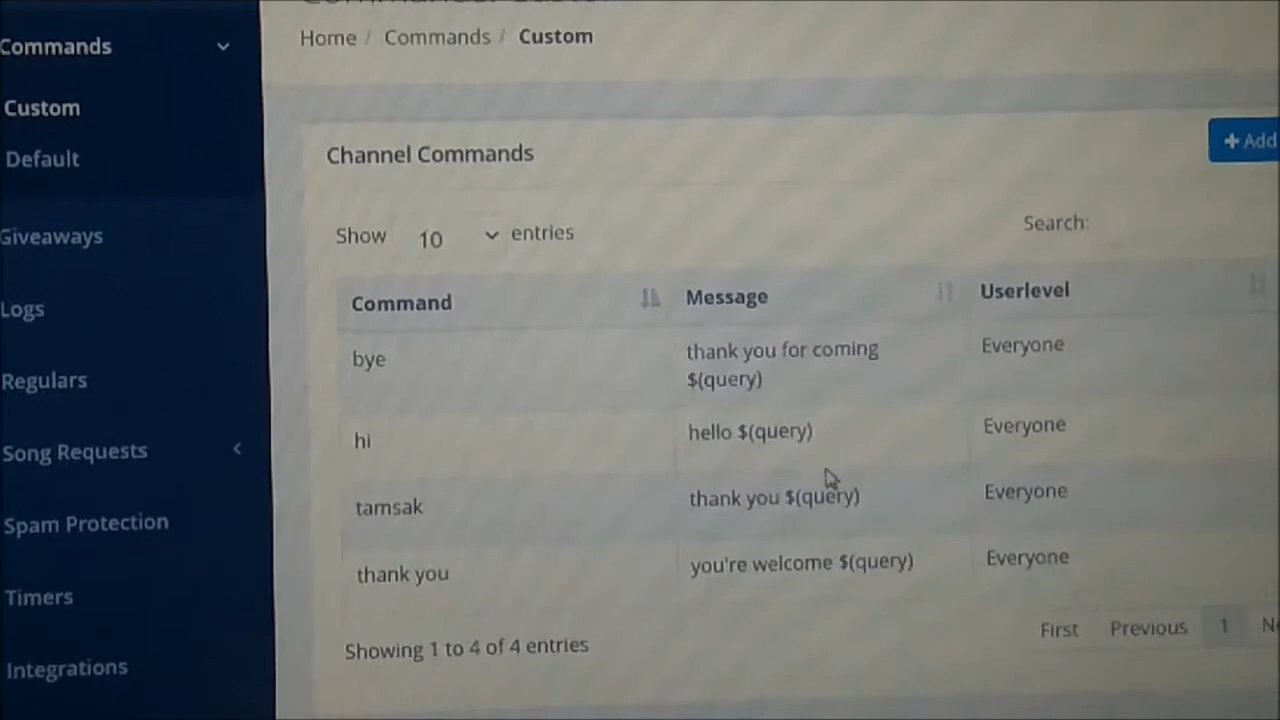 Commands
Custom
Default
Giveaways
Logs
Regulars
Song Requests
Spam Protection
Timers
Integrations
Home / Commands / Custom
Channel Commands
+ Add
Show 10 entries
Search:
Command Message Userlevel
bye thank you for coming Everyone
$(query)
hi hello $(query) Everyone
tamsak thank you $(query) Everyone
thank you you're welcome $(query) Everyone
Showing 1 to 4 of 4 entries
First Previous 1